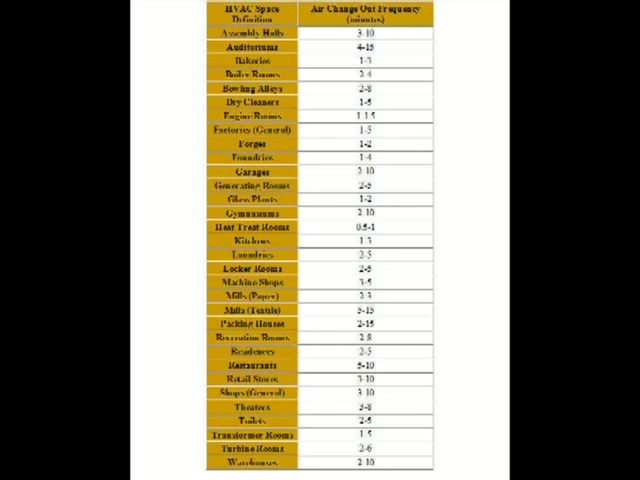 HVAC Space Definition Air Change Out Frequency (minutes)
Assembly Halls 3-10
Auditoriums 4-15
Bakeries 1-3
Boiler Rooms 2-4
Bowling Alleys 2-8
Dry Cleaners 1-5
Engine Rooms 1-1.5
Factories (General) 1-5
Forges 1-2
Foundries 1-4
Garages 2-10
Generating Rooms 2-5
Glass Plants 1-2
Gymnasiums 2-10
Heat Treat Rooms 0.5-1
Kitchens 1-3
Laundries 2-5
Locker Rooms 2-5
Machine Shops 3-5
Mills (Paper) 2-3
Mills (Textile) 5-15
Packing Houses 2-15
Recreation Rooms 2-8
Residences 2-5
Restaurants 5-10
Retail Stores 3-10
Shops (General) 3-10
Theaters 3-8
Toilets 2-5
Transformer Rooms 1-5
Turbine Rooms 2-6
Warehouses 2-10